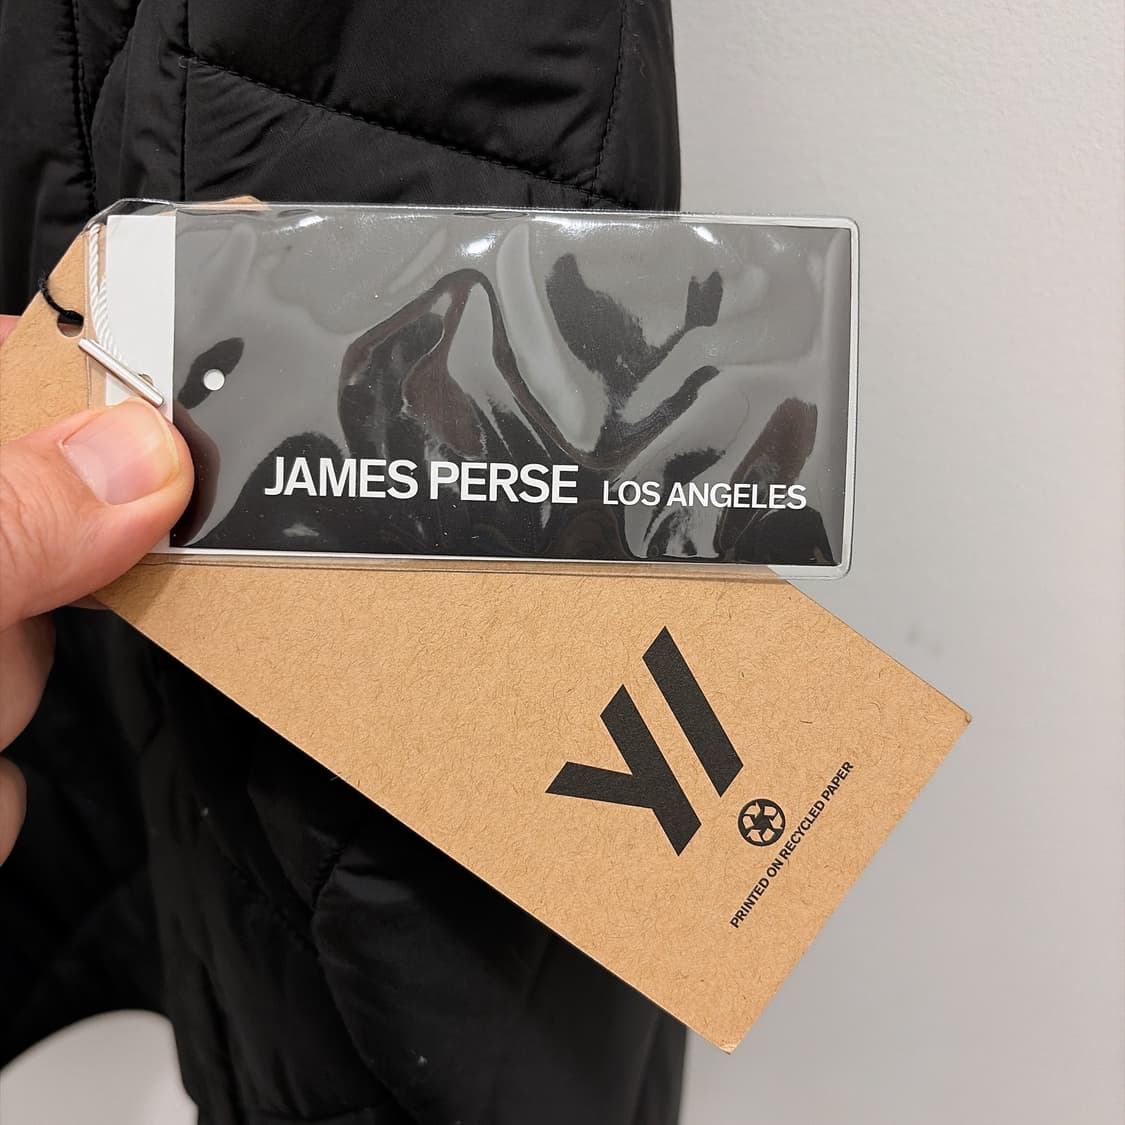 JAMES PERSE LOS ANGELES
Y/
PRINTED ON RECYCLED PAPER